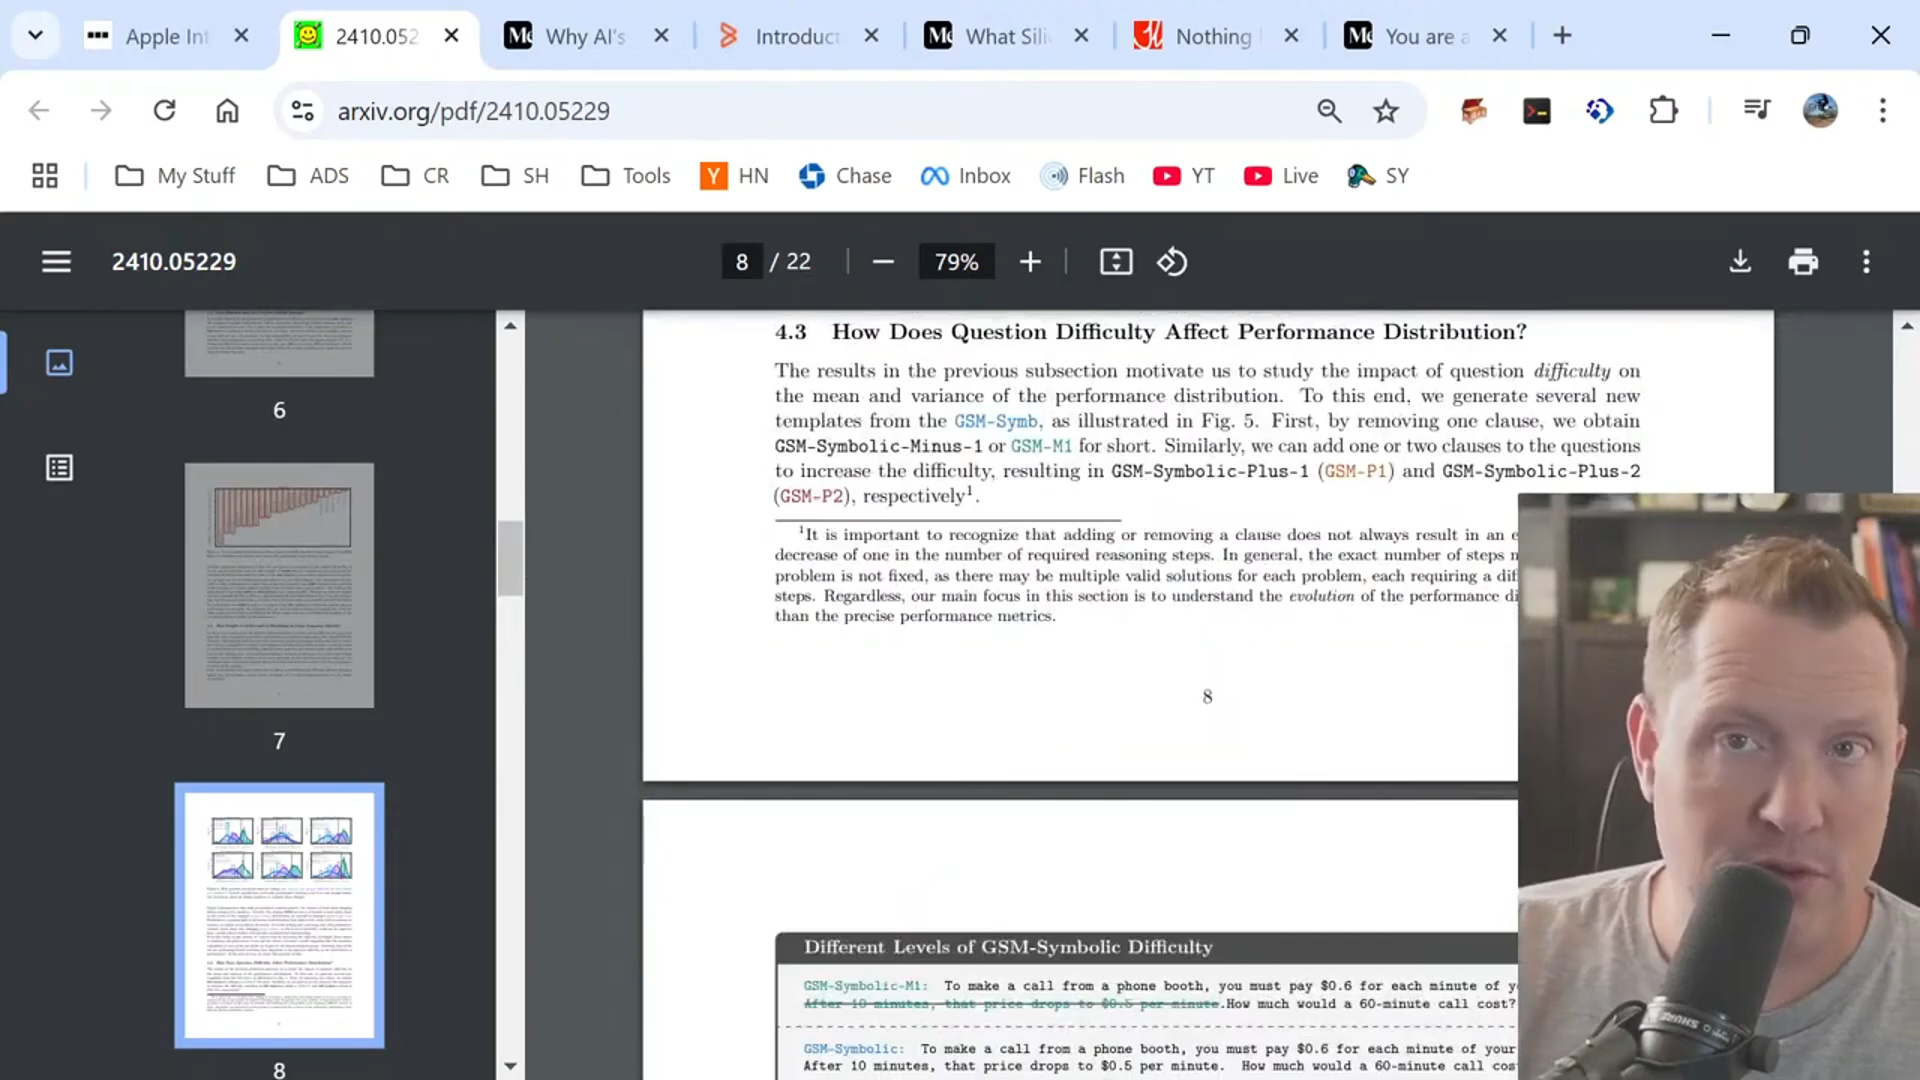 Apple Int
2410.052
Why AI's
Introduct
What Sili
Nothing
You are a
arxiv.org/pdf/2410.05229
My Stuff
ADS
CR
SH
Tools
HN
Chase
Inbox
Flash
YT
Live
SY
2410.05229
8 / 22
79%
6
7
8
4.3 How Does Question Difficulty Affect Performance Distribution?
The results in the previous subsection motivate us to study the impact of question difficulty on
the mean and variance of the performance distribution. To this end, we generate several new
templates from the GSM-Symb, as illustrated in Fig. 5. First, by removing one clause, we obtain
GSM-Symbolic-Minus-1 or GSM-M1 for short. Similarly, we can add one or two clauses to the questions
to increase the difficulty, resulting in GSM-Symbolic-Plus-1 (GSM-P1) and GSM-Symbolic-Plus-2
(GSM-P2), respectively¹.
¹It is important to recognize that adding or removing a clause does not always result in an
decrease of one in the number of required reasoning steps. In general, the exact number of steps
problem is not fixed, as there may be multiple valid solutions for each problem, each requiring a
steps. Regardless, our main focus in this section is to understand the evolution of the performance
than the precise performance metrics.
8
Different Levels of GSM-Symbolic Difficulty
GSM-Symbolic-M1: To make a call from a phone booth, you must pay $0.6 for each minute of
After 10 minutes, that price drops to $0.5 per minute.How much would a 60-minute call cost?
GSM-Symbolic: To make a call from a phone booth, you must pay $0.6 for each minute of your
After 10 minutes, that price drops to $0.5 per minute. How much would a 60-minute call
SHURE